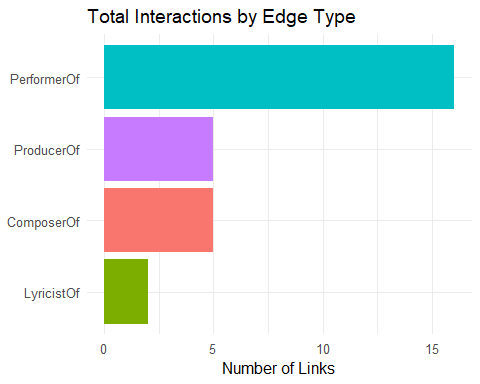 Total Interactions by Edge Type
PerformerOf
ProducerOf
ComposerOf
LyricistOf
0 5 10 15
Number of Links